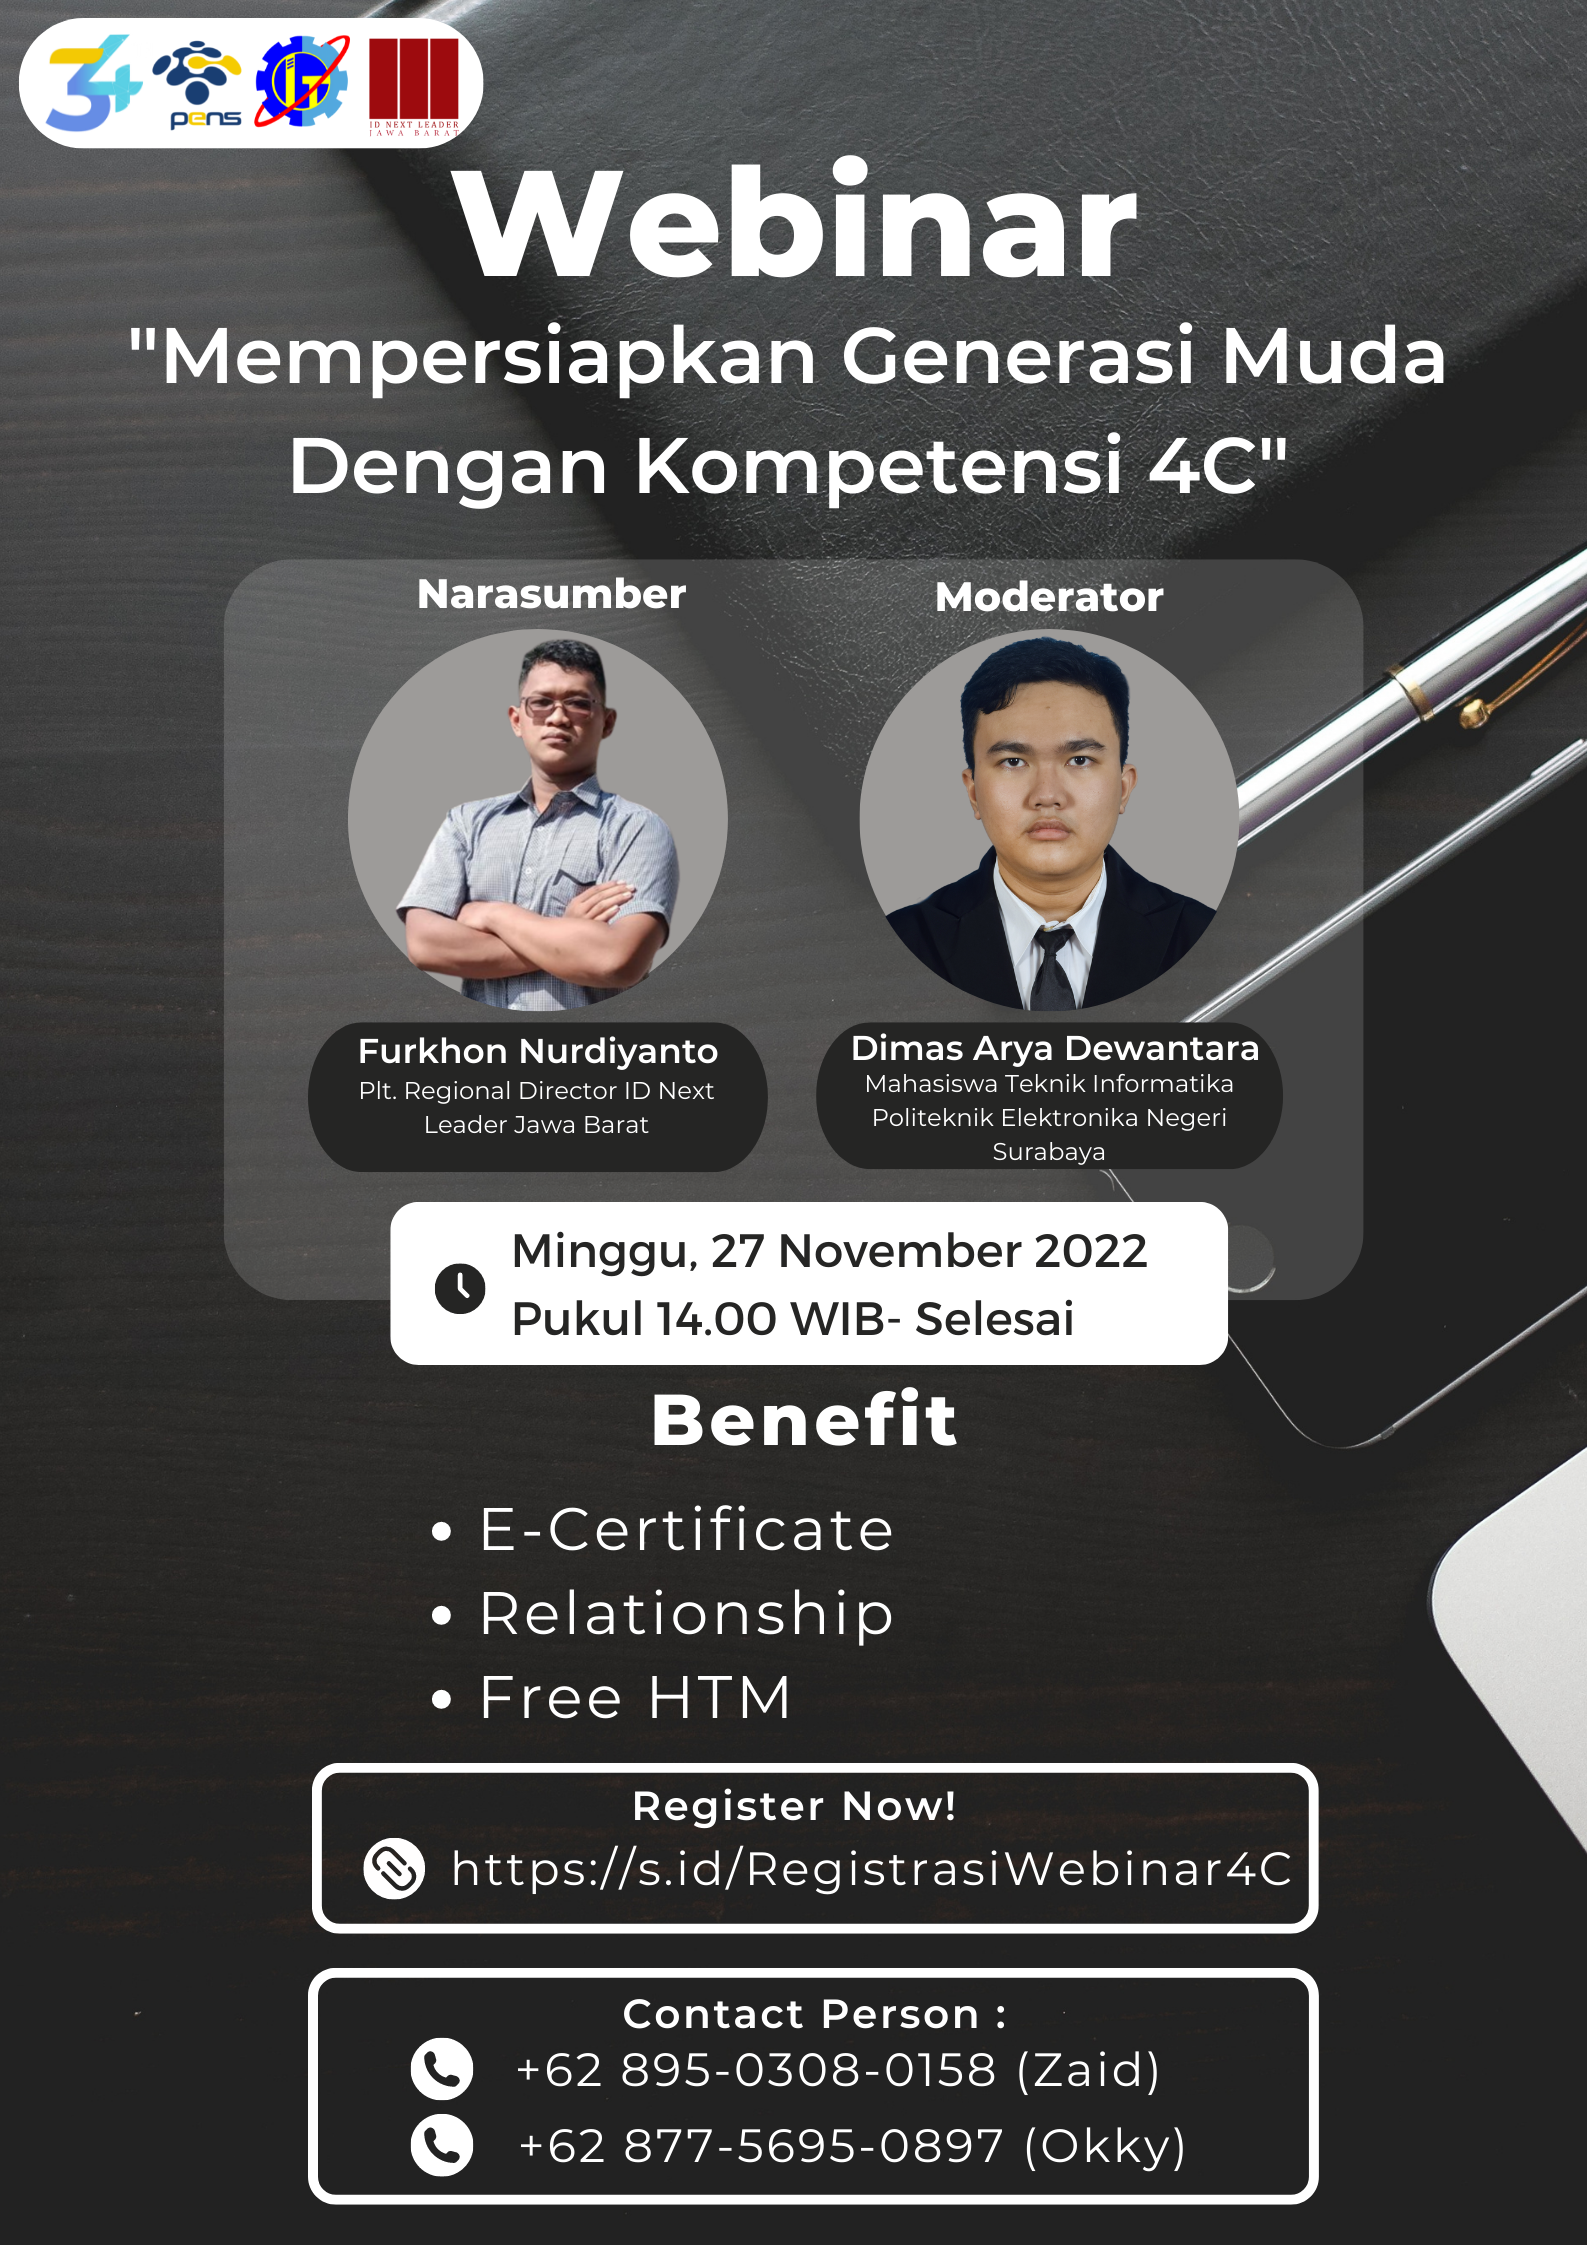 34
pens
IT
ID NEXT LEADER
JAWA BARAT
Webinar
"Mempersiapkan Generasi Muda
Dengan Kompetensi 4C"
Narasumber
Moderator
Furkhon Nurdiyanto
Plt. Regional Director ID Next
Leader Jawa Barat
Dimas Arya Dewantara
Mahasiswa Teknik Informatika
Politeknik Elektronika Negeri
Surabaya
Minggu, 27 November 2022
Pukul 14.00 WIB- Selesai
Benefit
• E-Certificate
• Relationship
• Free HTM
Register Now!
https://s.id/RegistrasiWebinar4C
Contact Person :
+62 895-0308-0158 (Zaid)
+62 877-5695-0897 (Okky)